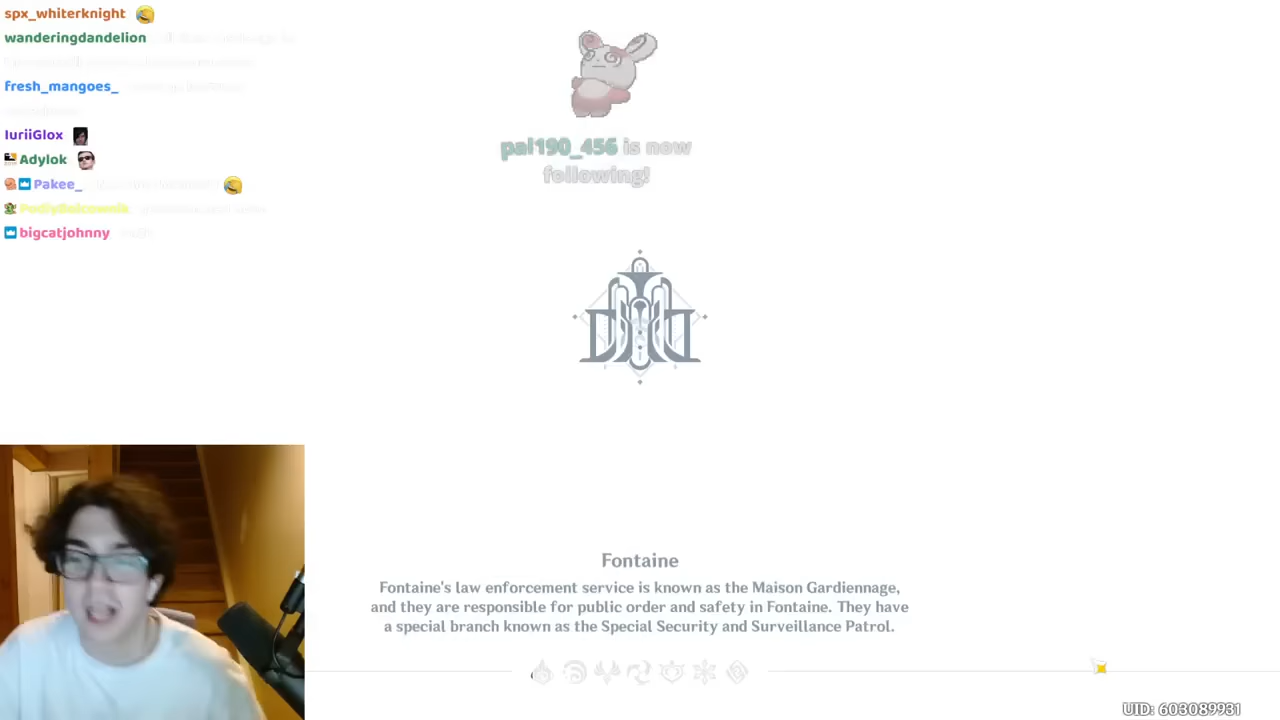 spx_whiterknight
wanderingdandelion
fresh_mangoes_
IuriiGlox
Adylok
Pakee_
bigcatjohnny
pal190_456 is now
following!
Fontaine
Fontaine's law enforcement service is known as the Maison Gardiennage,
and they are responsible for public order and safety in Fontaine. They have
a special branch known as the Special Security and Surveillance Patrol.
UID: 603089931